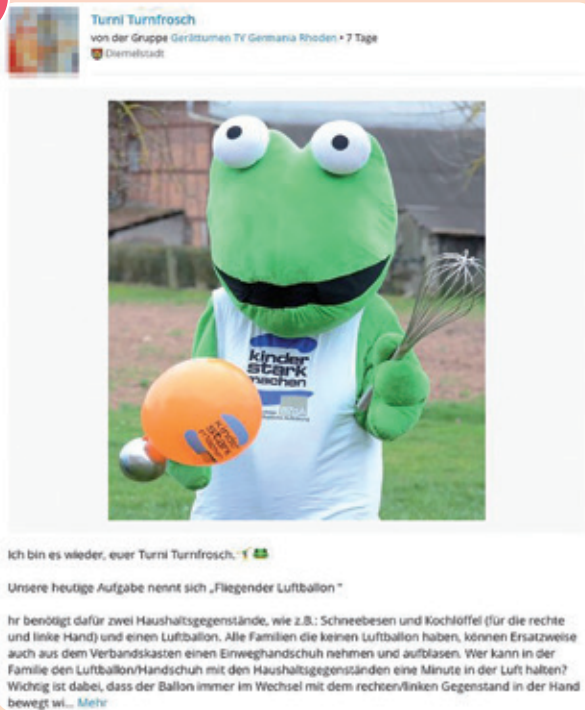 Turni Turnfrosch
von der Gruppe Gerätturnen TV Germania Rhoden • 7 Tage
Diemelstadt
kinder
stark
machen
kinder
stark
machen
Ich bin es wieder, euer Turni Turnfrosch.
Unsere heutige Aufgabe nennt sich „Fliegender Luftballon"
hr benötigt dafür zwei Haushaltsgegenstände, wie z.B.: Schneebesen und Kochlöffel (für die rechte
und linke Hand) und einen Luftballon. Alle Familien die keinen Luftballon haben, können Ersatzweise
auch aus dem Verbandskasten einen Einweghandschuh nehmen und aufblasen. Wer kann in der
Familie den Luftballon/Handschuh mit den Haushaltsgegenständen eine Minute in der Luft halten?
Wichtig ist dabei, dass der Ballon immer im Wechsel mit dem rechten/linken Gegenstand in der Hand
bewegt wi... Mehr